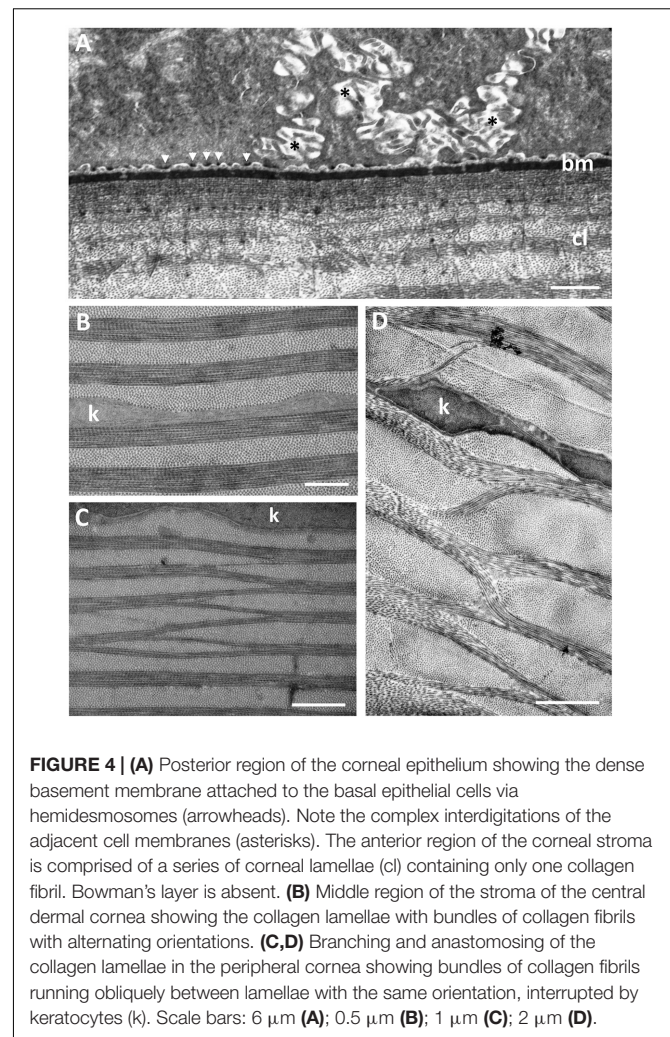 A
* * *
bm
cl
B
k
D
k
C
k
FIGURE 4 | (A) Posterior region of the corneal epithelium showing the dense
basement membrane attached to the basal epithelial cells via
hemidesmosomes (arrowheads). Note the complex interdigitations of the
adjacent cell membranes (asterisks). The anterior region of the corneal stroma
is comprised of a series of corneal lamellae (cl) containing only one collagen
fibril. Bowman's layer is absent. (B) Middle region of the stroma of the central
dermal cornea showing the collagen lamellae with bundles of collagen fibrils
with alternating orientations. (C,D) Branching and anastomosing of the
collagen lamellae in the peripheral cornea showing bundles of collagen fibrils
running obliquely between lamellae with the same orientation, interrupted by
keratocytes (k). Scale bars: 6 μm (A); 0.5 μm (B); 1 μm (C); 2 μm (D).